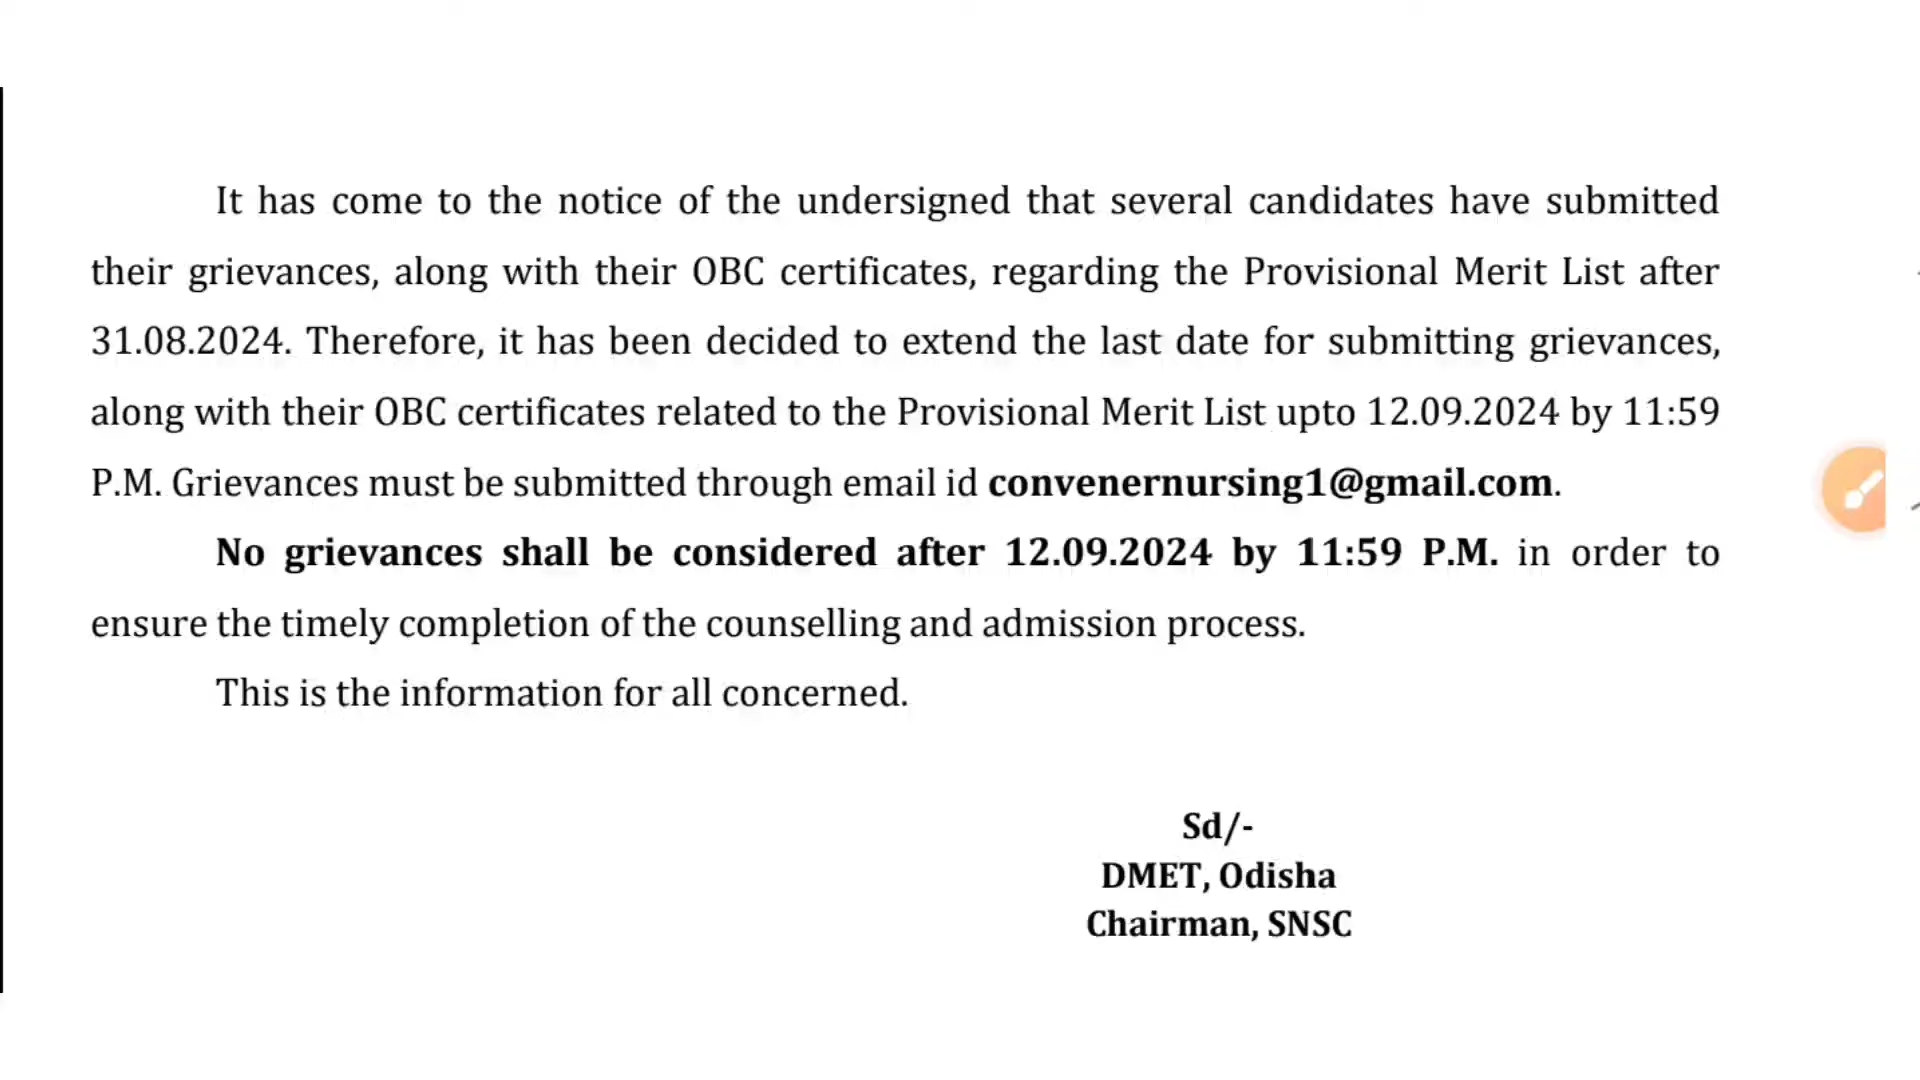 It has come to the notice of the undersigned that several candidates have submitted
their grievances, along with their OBC certificates, regarding the Provisional Merit List after
31.08.2024. Therefore, it has been decided to extend the last date for submitting grievances,
along with their OBC certificates related to the Provisional Merit List upto 12.09.2024 by 11:59
P.M. Grievances must be submitted through email id convenernursing1@gmail.com.
No grievances shall be considered after 12.09.2024 by 11:59 P.M. in order to
ensure the timely completion of the counselling and admission process.
This is the information for all concerned.
Sd/-
DMET, Odisha
Chairman, SNSC